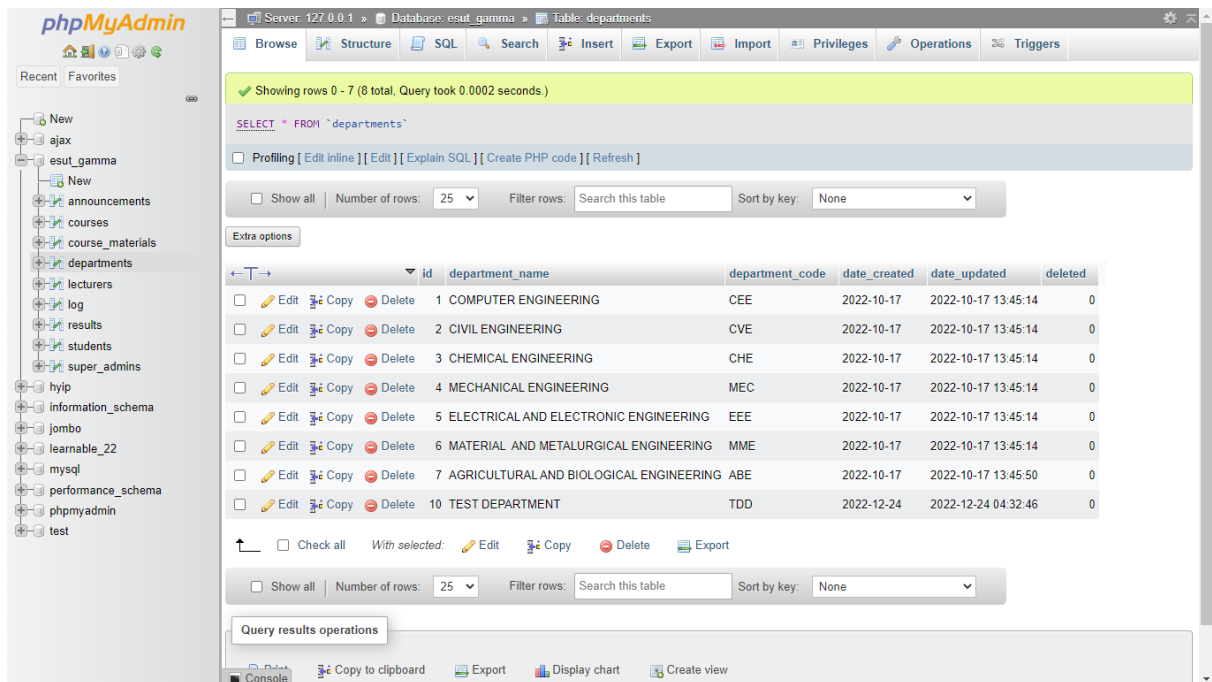 phpMyAdmin
Recent Favorites
New
ajax
esut_gamma
New
announcements
courses
course_materials
departments
lecturers
log
results
students
super_admins
hyip
information_schema
jombo
learnable_22
mysql
performance_schema
phpmyadmin
test
Server: 127.0.0.1 » Database: esut_gamma » Table: departments
Browse Structure SQL Search Insert Export Import Privileges Operations Triggers
Showing rows 0 - 7 (8 total, Query took 0.0002 seconds.)
SELECT * FROM `departments`
Profiling [ Edit inline ] [ Edit ] [ Explain SQL ] [ Create PHP code ] [ Refresh ]
Show all | Number of rows: 25 Filter rows: Search this table Sort by key: None
Extra options
←T→ id department_name department_code date_created date_updated deleted
Edit Copy Delete 1 COMPUTER ENGINEERING CEE 2022-10-17 2022-10-17 13:45:14 0
Edit Copy Delete 2 CIVIL ENGINEERING CVE 2022-10-17 2022-10-17 13:45:14 0
Edit Copy Delete 3 CHEMICAL ENGINEERING CHE 2022-10-17 2022-10-17 13:45:14 0
Edit Copy Delete 4 MECHANICAL ENGINEERING MEC 2022-10-17 2022-10-17 13:45:14 0
Edit Copy Delete 5 ELECTRICAL AND ELECTRONIC ENGINEERING EEE 2022-10-17 2022-10-17 13:45:14 0
Edit Copy Delete 6 MATERIAL AND METALURGICAL ENGINEERING MME 2022-10-17 2022-10-17 13:45:14 0
Edit Copy Delete 7 AGRICULTURAL AND BIOLOGICAL ENGINEERING ABE 2022-10-17 2022-10-17 13:45:50 0
Edit Copy Delete 10 TEST DEPARTMENT TDD 2022-12-24 2022-12-24 04:32:46 0
Check all With selected: Edit Copy Delete Export
Show all | Number of rows: 25 Filter rows: Search this table Sort by key: None
Query results operations
Print Copy to clipboard Export Display chart Create view
Console